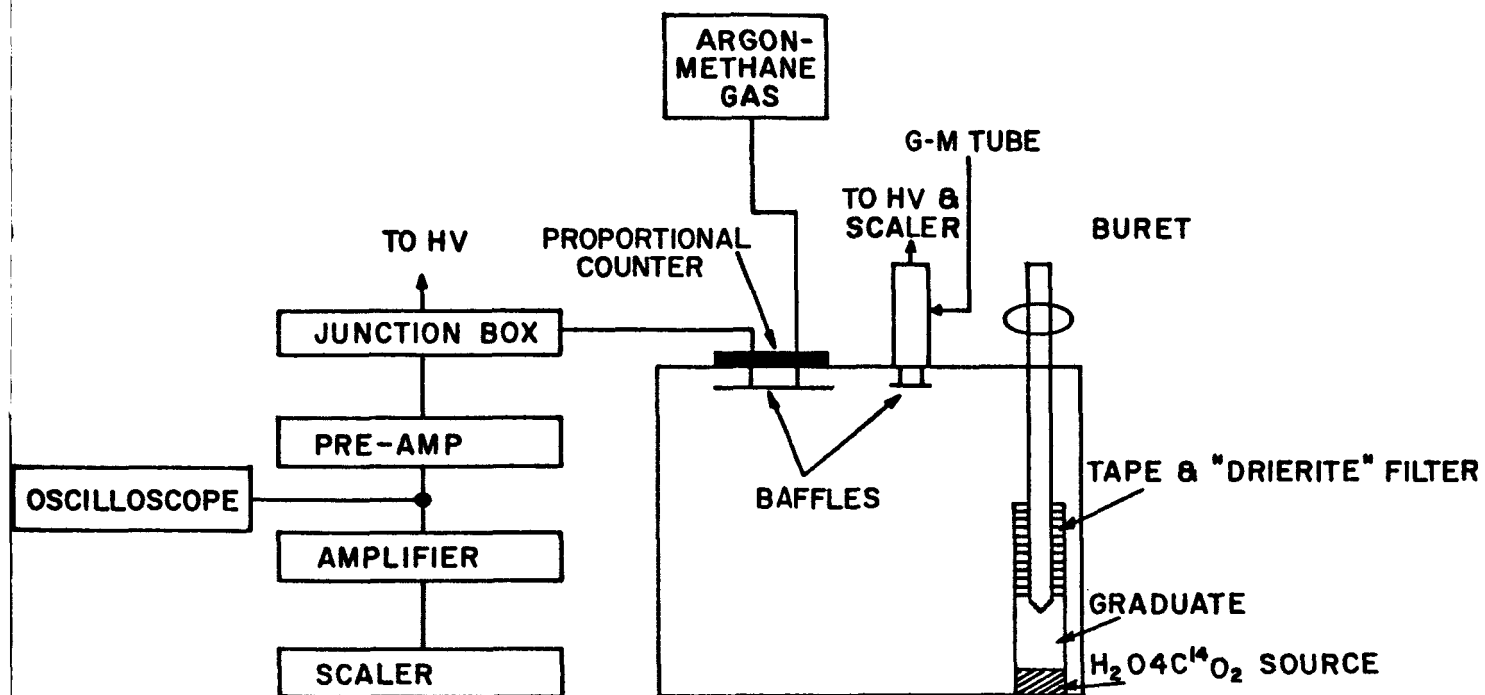 ARGON-
METHANE
GAS
G-M TUBE
TO HV &
SCALER
BURET
TO HV
PROPORTIONAL
COUNTER
JUNCTION BOX
PRE-AMP
OSCILLOSCOPE
BAFFLES
TAPE & "DRIERITE" FILTER
AMPLIFIER
GRADUATE
SCALER
H₂O4C¹⁴O₂ SOURCE